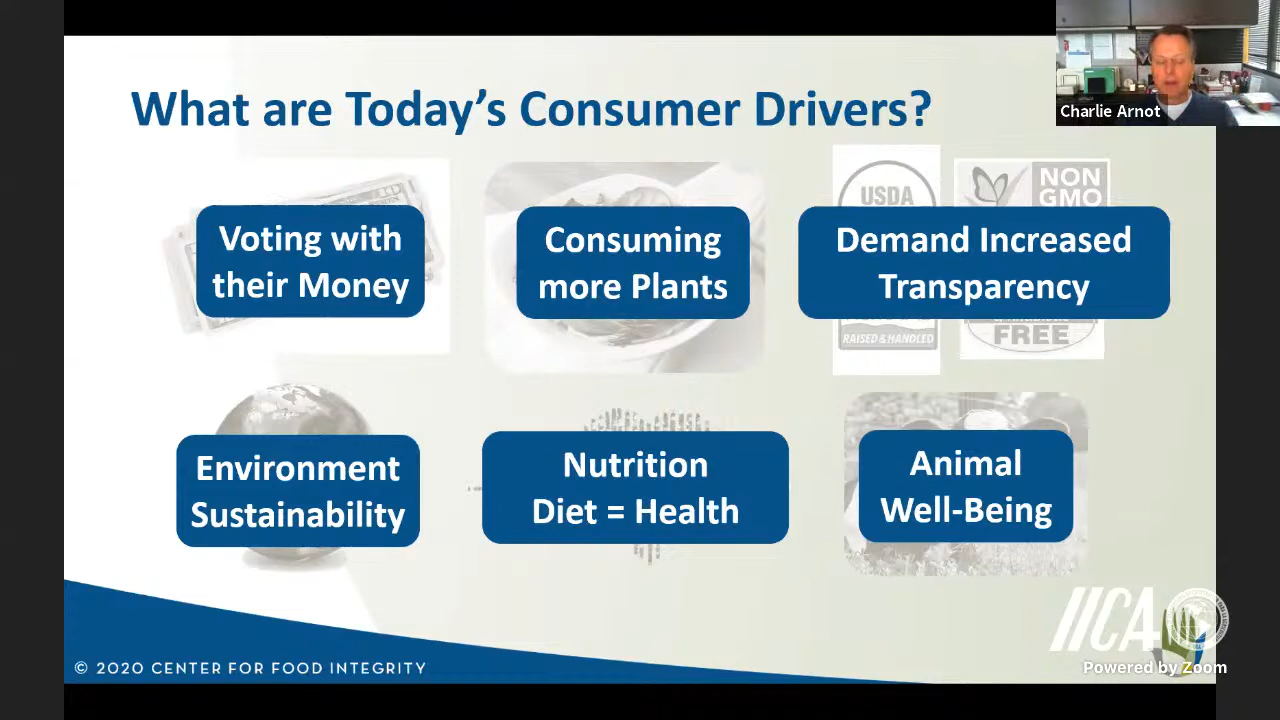 What are Today's Consumer Drivers?
Charlie Arnot
USDA
NON
GMO
Voting with
their Money
Consuming
more Plants
Demand Increased
Transparency
RAISED & HANDLED
FREE
Environment
Sustainability
Nutrition
Diet = Health
Animal
Well-Being
IICA
© 2020 CENTER FOR FOOD INTEGRITY
Powered by Zoom